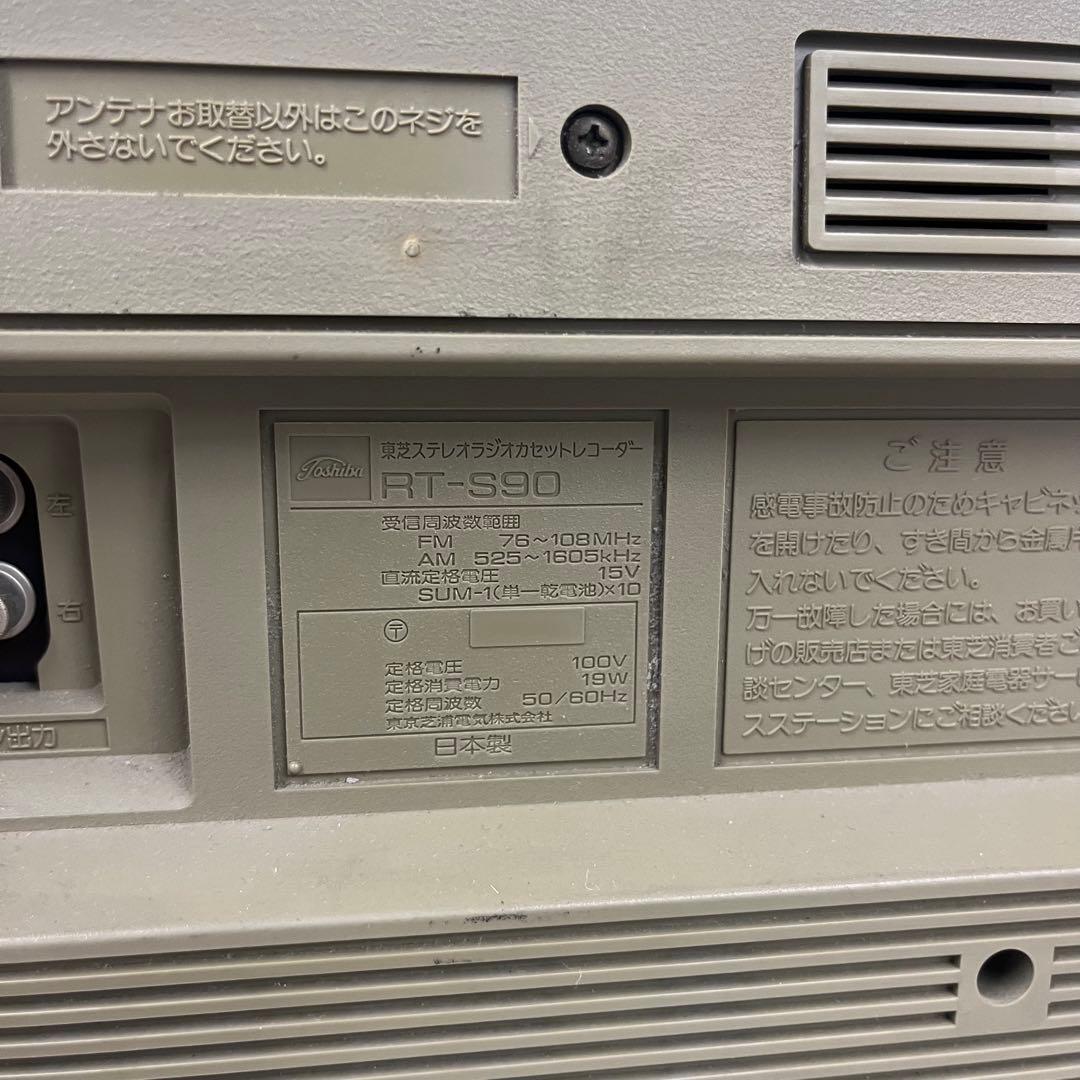 アンテナお取替以外はこのネジを
外さないでください。
左
右
出力
Toshiba
東芝ステレオラジオカセットレコーダー
RT-S90
受信周波数範囲
FM 76～108MHz
AM 525～1605kHz
直流定格電圧 15V
SUM-1(単一乾電池)×10
〒
定格電圧 100V
定格消費電力 19W
定格周波数 50/60Hz
東京芝浦電気株式会社
日本製
ご注意
感電事故防止のためキャビネッ
を開けたり、すき間から金属片
入れないでください。
万一故障した場合には、お買い
げの販売店または東芝消費者ご
談センター、東芝家庭電器サービ
スステーションにご相談ください